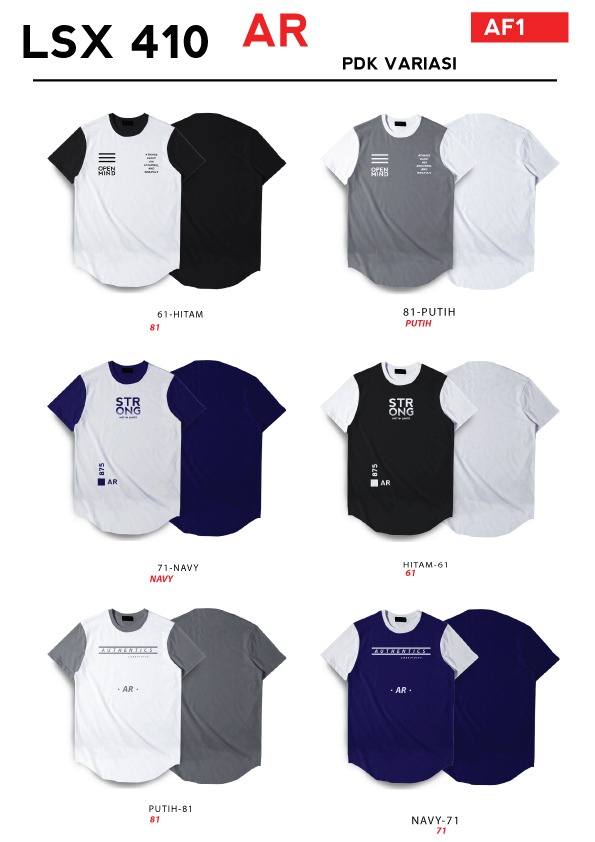 LSX 410
AR
AF1
PDK VARIASI
OPEN
MIND
OPEN
MIND
61-HITAM
81
81-PUTIH
PUTIH
STR
ONG
875
AR
STR
ONG
875
AR
71-NAVY
NAVY
HITAM-61
61
AUTHENTICS
· AR ·
AUTHENTICS
· AR ·
PUTIH-81
81
NAVY-71
71